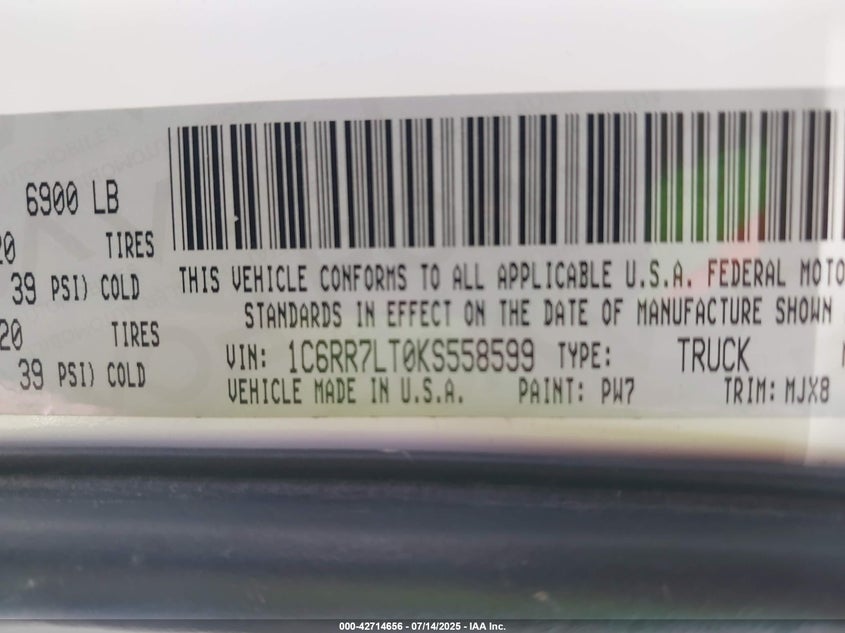 6900 LB
20 TIRES
39 PSI) COLD
20 TIRES
39 PSI) COLD
THIS VEHICLE CONFORMS TO ALL APPLICABLE U.S.A. FEDERAL MOTO
STANDARDS IN EFFECT ON THE DATE OF MANUFACTURE SHOWN
VIN: 1C6RR7LT0KS558599 TYPE: TRUCK
VEHICLE MADE IN U.S.A. PAINT: PW7 TRIM: MJX8
000-42714656 - 07/14/2025 - IAA Inc.